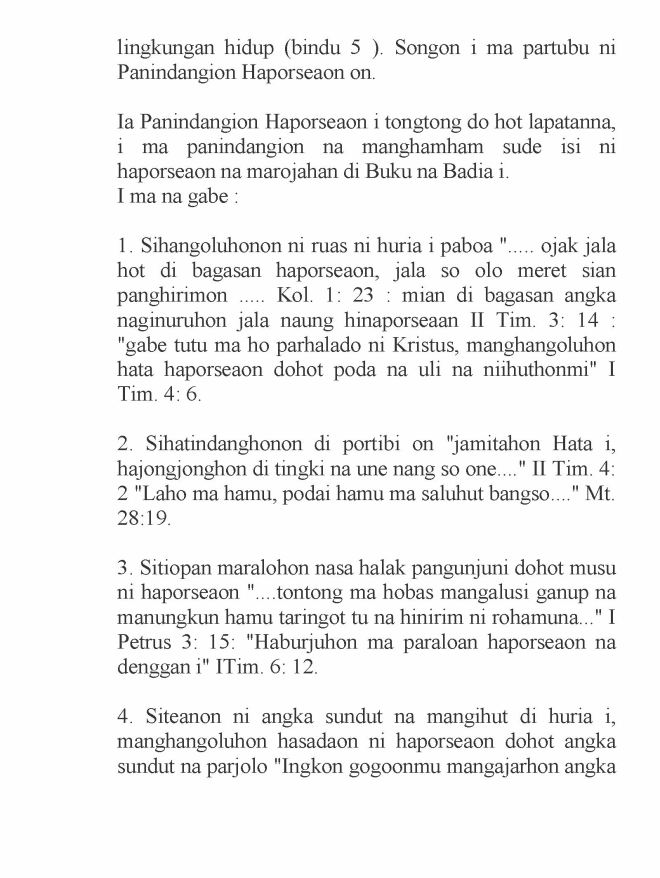 lingkungan hidup (bindu 5 ). Songon i ma partubu ni
Panindangion Haporseaon on.
Ia Panindangion Haporseaon i tongtong do hot lapatanna,
i ma panindangion na manghamham sude isi ni
haporseaon na marojahan di Buku na Badia i.
I ma na gabe :
1. Sihangoluhonon ni ruas ni huria i paboa "..... ojak jala
hot di bagasan haporseaon, jala so olo meret sian
panghirimon ..... Kol. 1: 23 : mian di bagasan angka
naginuruhon jala naung hinaporseaan II Tim. 3: 14 :
"gabe tutu ma ho parhalado ni Kristus, manghangoluhon
hata haporseaon dohot poda na uli na niihuthonmi" I
Tim. 4: 6.
2. Sihatindanghonon di portibi on "jamitahon Hata i,
hajongjonghon di tingki na une nang so one...." II Tim. 4:
2 "Laho ma hamu, podai hamu ma saluhut bangso...." Mt.
28:19.
3. Sitiopan maralohon nasa halak pangunjuni dohot musu
ni haporseaon "....tontong ma hobas mangalusi ganup na
manungkun hamu taringot tu na hinirim ni rohamuna..." I
Petrus 3: 15: "Haburjuhon ma paraloan haporseaon na
denggan i" ITim. 6: 12.
4. Siteanon ni angka sundut na mangihut di huria i,
manghangoluhon hasadaon ni haporseaon dohot angka
sundut na parjolo "Ingkon gogoonmu mangajarhon angka